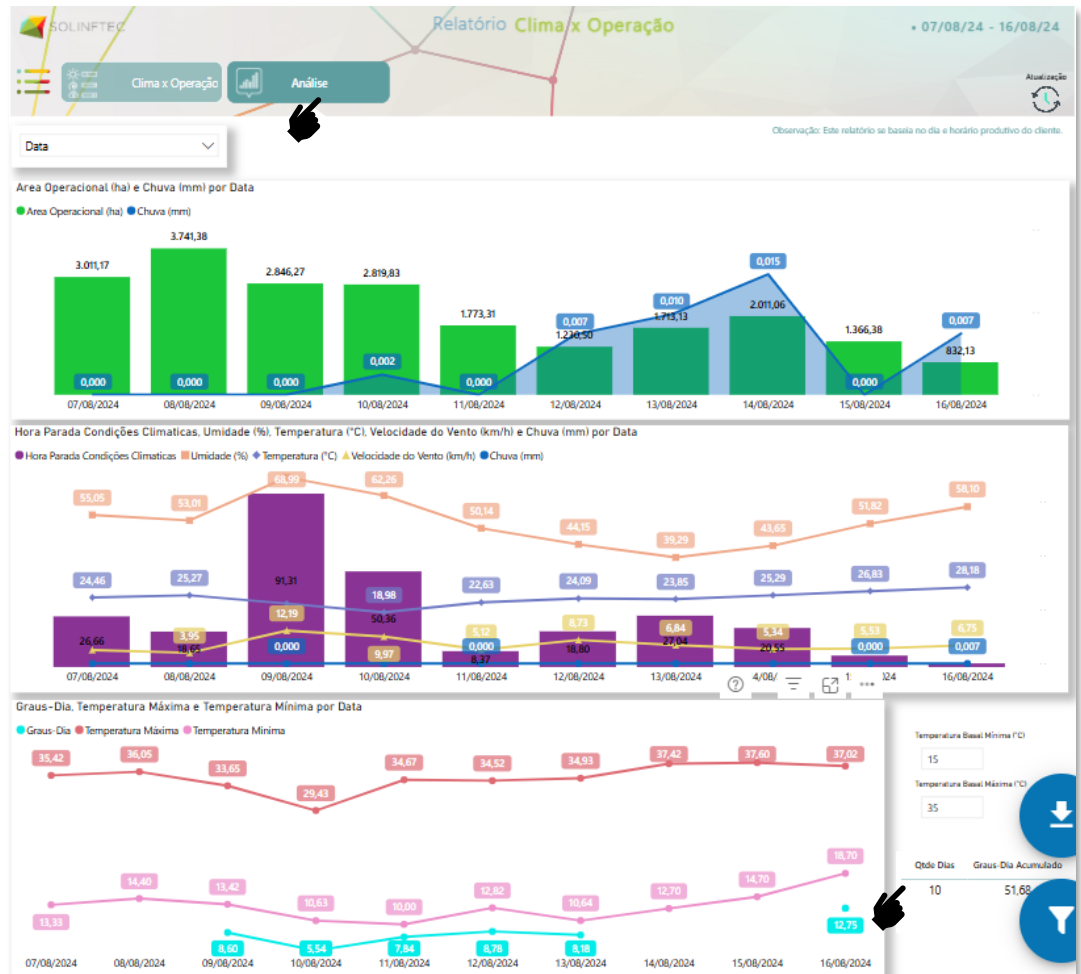 SOLINFTEC
Relatório Clima x Operação
• 07/08/24 - 16/08/24
Clima x Operação
Análise
Atualização
Observação: Este relatório se baseia no dia e horário produtivo do cliente.
Data
Area Operacional (ha) e Chuva (mm) por Data
Area Operacional (ha) Chuva (mm)
3.011,17 3.741,38 2.846,27 2.819,83 1.773,31 1.230,50 1.713,13 2.011,06 1.366,38 832,13
0,000 0,000 0,000 0,002 0,000 0,007 0,010 0,015 0,000 0,007
07/08/2024 08/08/2024 09/08/2024 10/08/2024 11/08/2024 12/08/2024 13/08/2024 14/08/2024 15/08/2024 16/08/2024
Hora Parada Condições Climaticas, Umidade (%), Temperatura (°C), Velocidade do Vento (km/h) e Chuva (mm) por Data
Hora Parada Condições Climaticas Umidade (%) Temperatura (°C) Velocidade do Vento (km/h) Chuva (mm)
55,05 53,01 68,99 62,26 50,14 44,15 39,29 43,65 51,82 58,10
24,46 25,27 91,31 18,98 22,63 24,09 23,85 25,29 26,83 28,18
26,66 3,95 12,19 50,36 5,12 8,73 6,84 5,34 5,53 6,75
18,65 0,000 9,97 0,000 18,80 27,04 20,55 0,000 0,007
8,37
07/08/2024 08/08/2024 09/08/2024 10/08/2024 11/08/2024 12/08/2024 13/08/2024 4/08/ 24 16/08/2024
Graus-Dia, Temperatura Máxima e Temperatura Mínima por Data
Graus-Dia Temperatura Máxima Temperatura Mínima
35,42 36,05 33,65 29,43 34,67 34,52 34,93 37,42 37,60 37,02
13,33 14,40 13,42 10,63 10,00 12,82 10,64 12,70 14,70 18,70
8,60 5,54 7,84 8,78 8,18 12,75
07/08/2024 08/08/2024 09/08/2024 10/08/2024 11/08/2024 12/08/2024 13/08/2024 14/08/2024 15/08/2024 16/08/2024
Temperatura Basal Mínima (°C)
15
Temperatura Basal Máxima (°C)
35
Qtde Dias Graus-Dia Acumulado
10 51,68